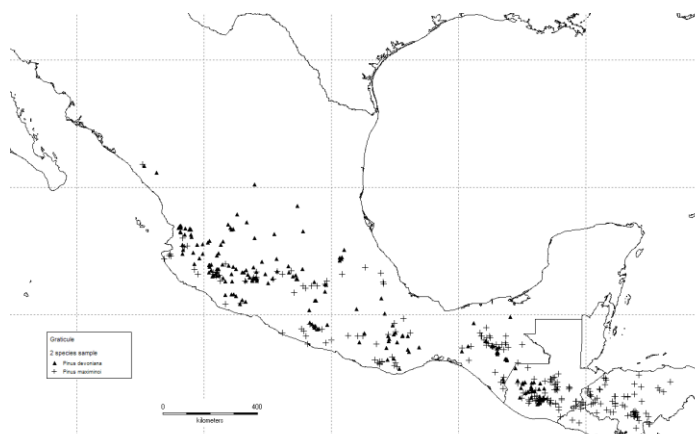 Graticule
2 species sample
▲ Pinus devoniana
+ Pinus maximinoi
0 400
kilometers